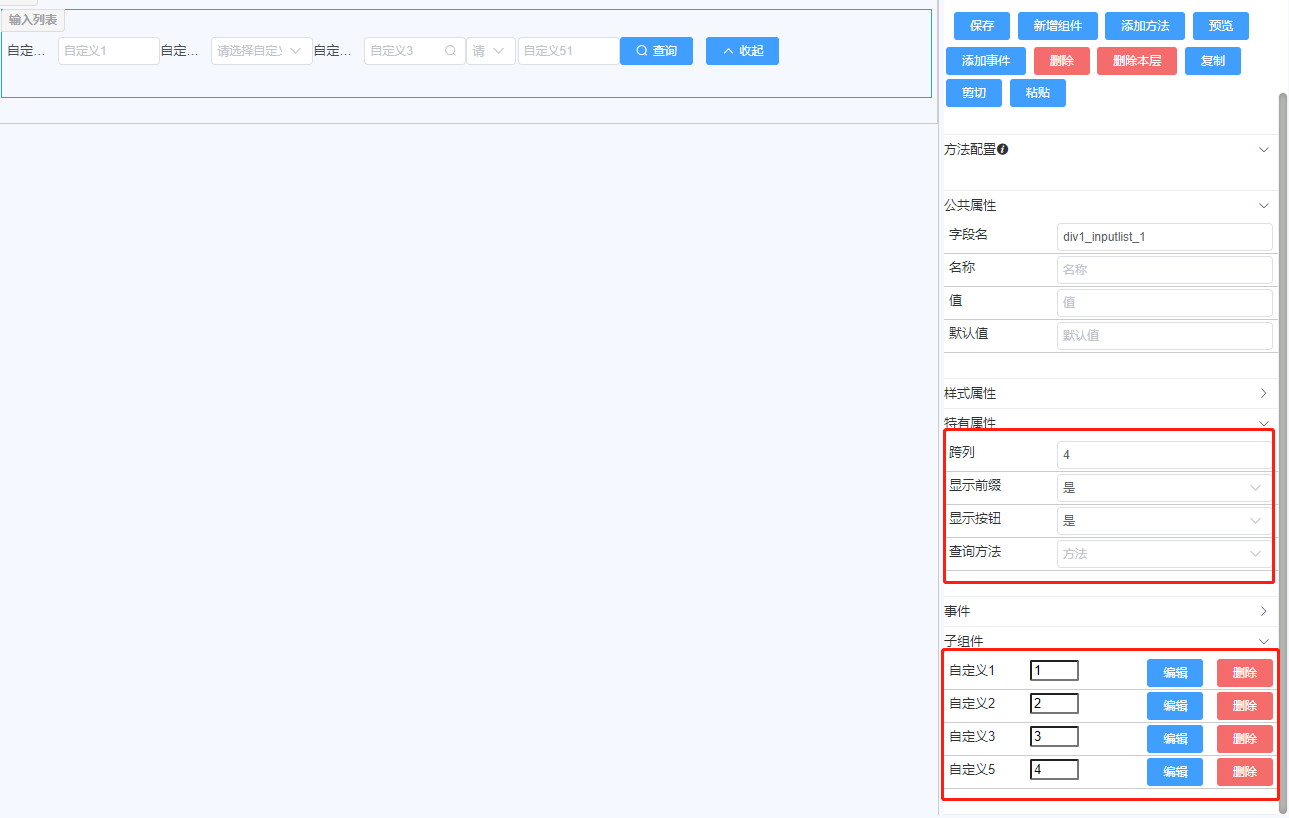 输入列表
自定... 自定义1 自定... 请选择自定义 自定... 自定义3 请 自定义51 查询 收起
保存 新增组件 添加方法 预览
添加事件 删除 删除本层 复制
剪切 粘贴
方法配置
公共属性
字段名 div1_inputlist_1
名称 名称
值 值
默认值 默认值
样式属性
特有属性
跨列 4
显示前缀 是
显示按钮 是
查询方法 方法
事件
子组件
自定义1 1 编辑 删除
自定义2 2 编辑 删除
自定义3 3 编辑 删除
自定义5 4 编辑 删除